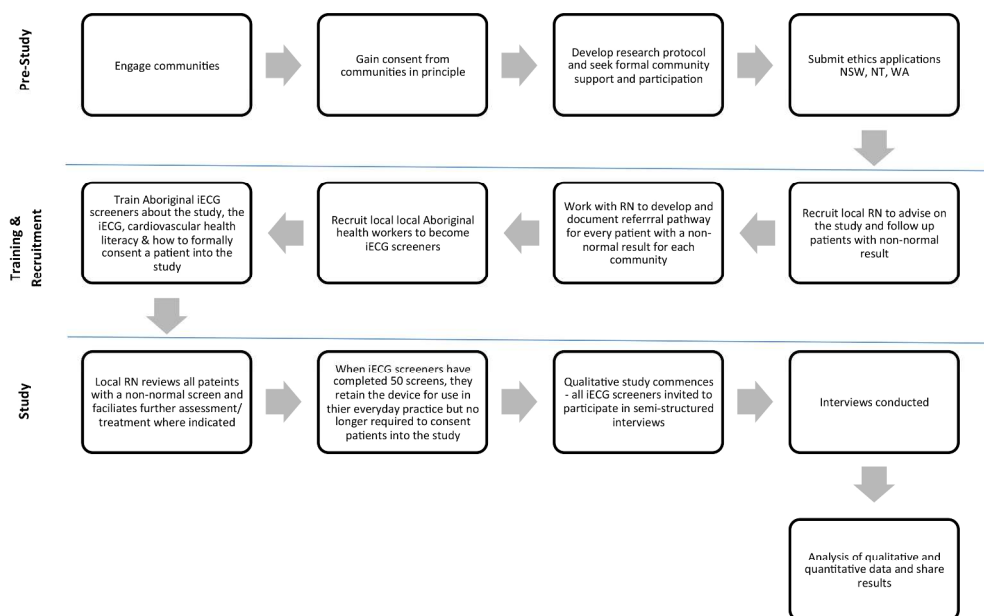 Pre-Study
Engage communities
Gain consent from
communities in principle
Develop research protocol
and seek formal community
support and participation
Submit ethics applications
NSW, NT, WA
Training &
Recruitment
Train Aboriginal iECG
screeners about the study, the
iECG, cardiovascular health
literacy & how to formally
consent a patient into the
study
Recruit local local Aboriginal
health workers to become
iECG screeners
Work with RN to develop and
document referrral pathway
for every patient with a non-
normal result for each
community
Recruit local RN to advise on
the study and follow up
patients with non-normal
result
Study
Local RN reviews all pateints
with a non-normal screen and
faciliates further assessment/
treatment where indicated
When iECG screeners have
completed 50 screens, they
retain the device for use in
thier everyday practice but no
longer required to consent
patients into the study
Qualitative study commences
- all iECG screeners invited to
participate in semi-structured
interviews
Interviews conducted
Analysis of qualitative and
quantitative data and share
results